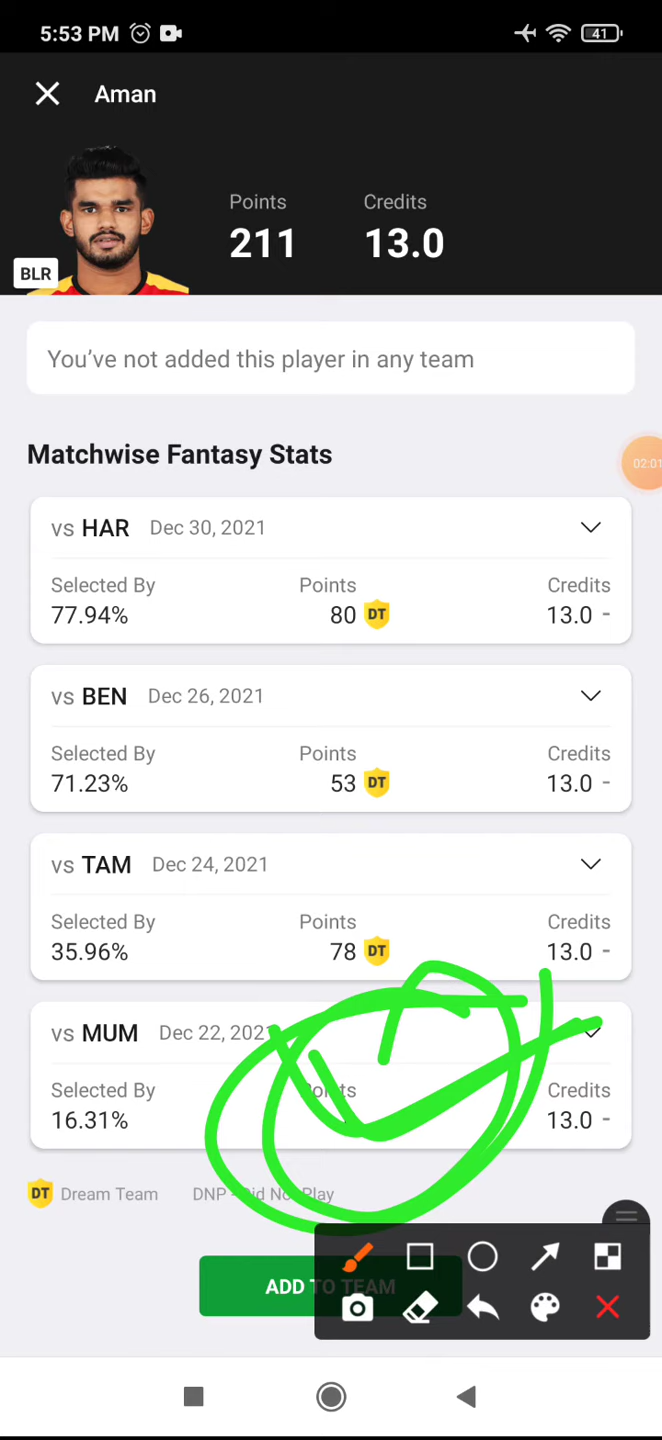 5:53 PM 41
Aman
Points Credits
211 13.0
BLR
You’ve not added this player in any team
Matchwise Fantasy Stats
02:01
vs HAR Dec 30, 2021
Selected By Points Credits
77.94% 80 DT 13.0 -
vs BEN Dec 26, 2021
Selected By Points Credits
71.23% 53 DT 13.0 -
vs TAM Dec 24, 2021
Selected By Points Credits
35.96% 78 DT 13.0 -
vs MUM Dec 22, 2021
Selected By Points Credits
16.31% 13.0 -
DT Dream Team DNP - Did Not Play
ADD TO TEAM